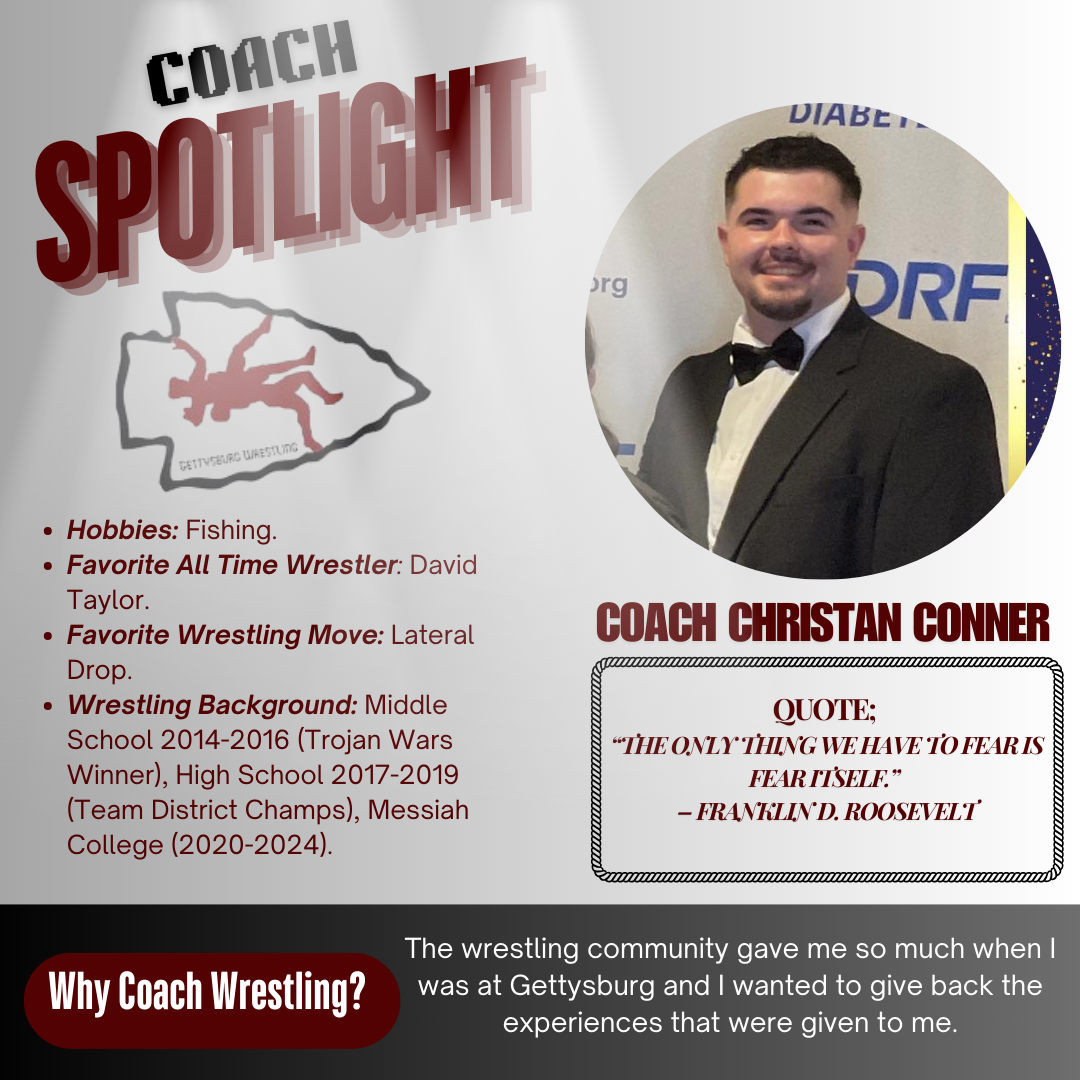 COACH
SPOTLIGHT
DIABET
.org
DRF
GETTYSBURG WRESTLING
• Hobbies: Fishing.
• Favorite All Time Wrestler: David
Taylor.
• Favorite Wrestling Move: Lateral
Drop.
• Wrestling Background: Middle
School 2014-2016 (Trojan Wars
Winner), High School 2017-2019
(Team District Champs), Messiah
College (2020-2024).
COACH CHRISTAN CONNER
QUOTE;
“THE ONLY THING WE HAVE TO FEAR IS
FEAR ITSELF.”
– FRANKLIN D. ROOSEVELT
Why Coach Wrestling?
The wrestling community gave me so much when I
was at Gettysburg and I wanted to give back the
experiences that were given to me.